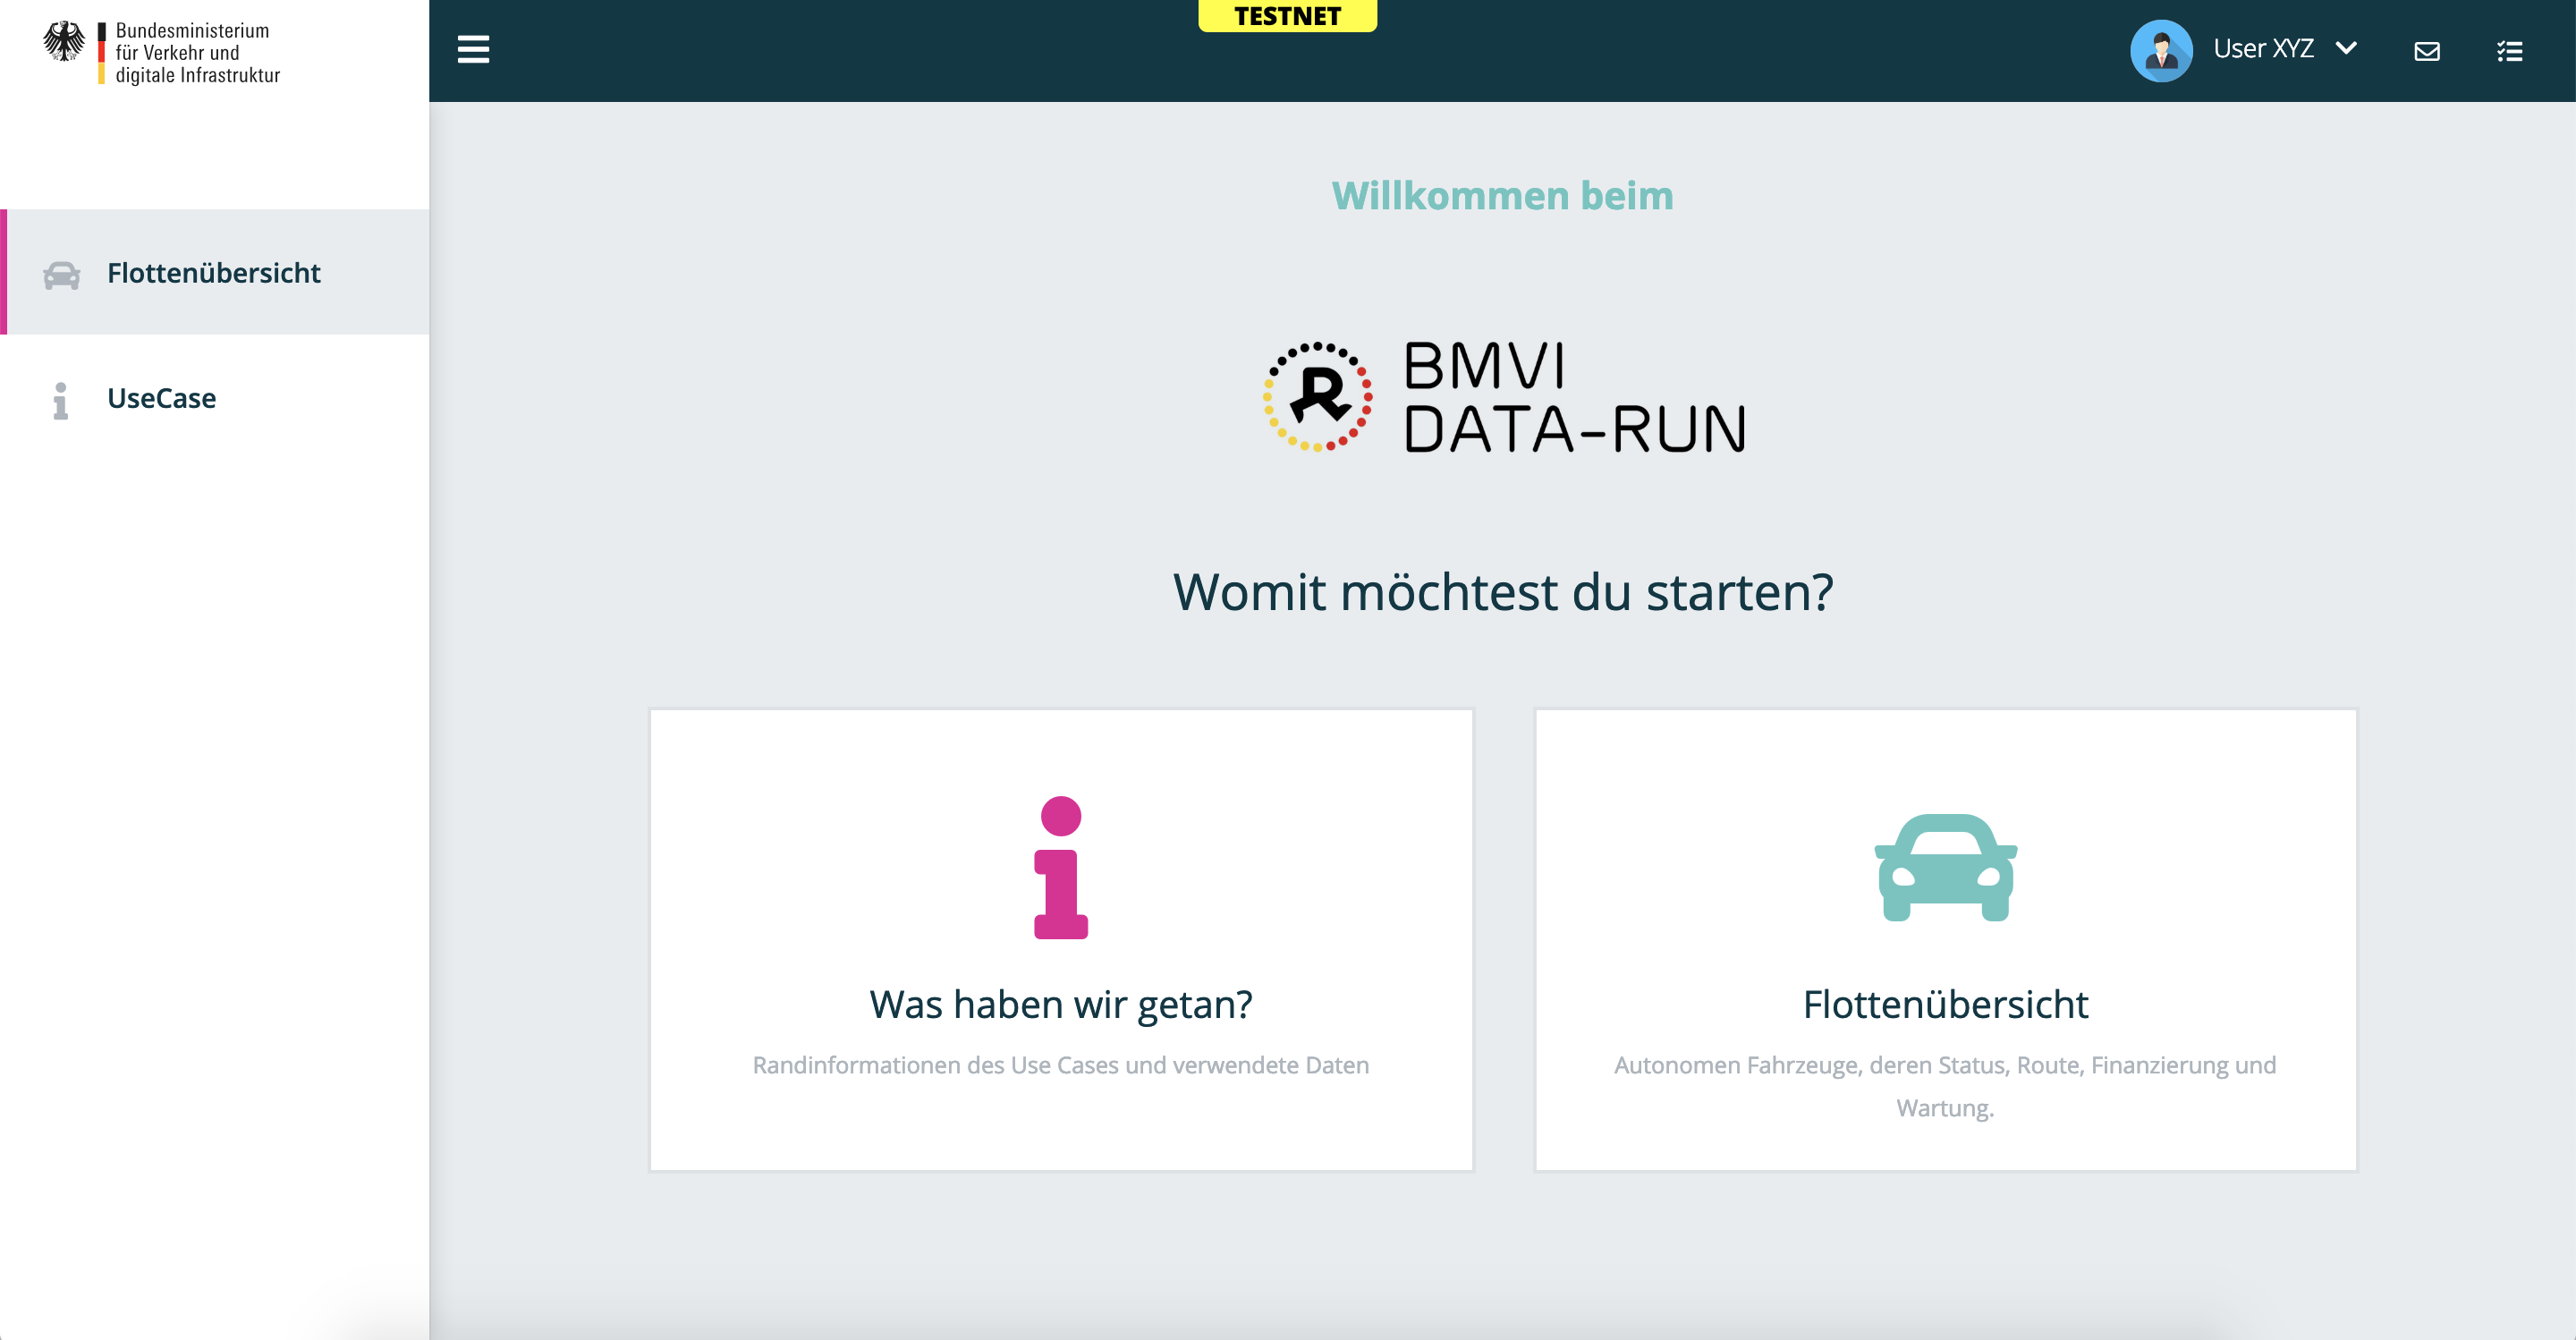 Bundesministerium
für Verkehr und
digitale Infrastruktur
TESTNET
User XYZ
Flottenübersicht
UseCase
Willkommen beim
BMVI
DATA-RUN
Womit möchtest du starten?
Was haben wir getan?
Randinformationen des Use Cases und verwendete Daten
Flottenübersicht
Autonomen Fahrzeuge, deren Status, Route, Finanzierung und
Wartung.